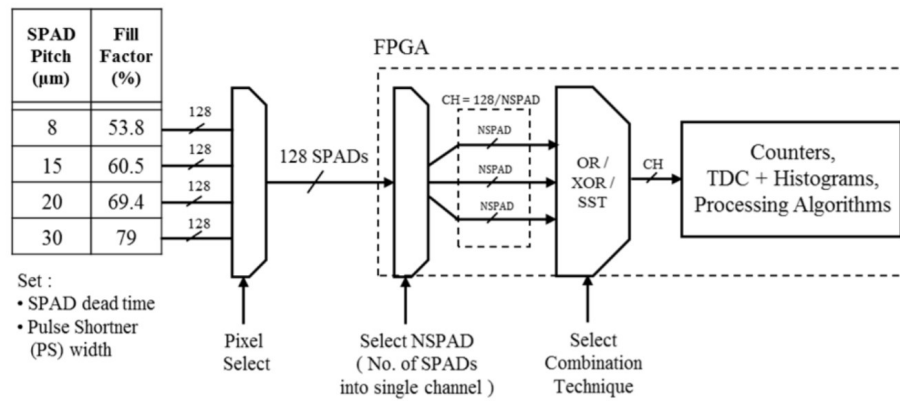 SPAD Pitch (μm)
Fill Factor (%)
8
53.8
15
60.5
20
69.4
30
79
128
128
128
128
Set :
• SPAD dead time
• Pulse Shortner
(PS) width
Pixel
Select
128 SPADs
FPGA
CH = 128/NSPAD
NSPAD
NSPAD
NSPAD
Select NSPAD
( No. of SPADs
into single channel )
OR /
XOR /
SST
Select
Combination
Technique
CH
Counters,
TDC + Histograms,
Processing Algorithms